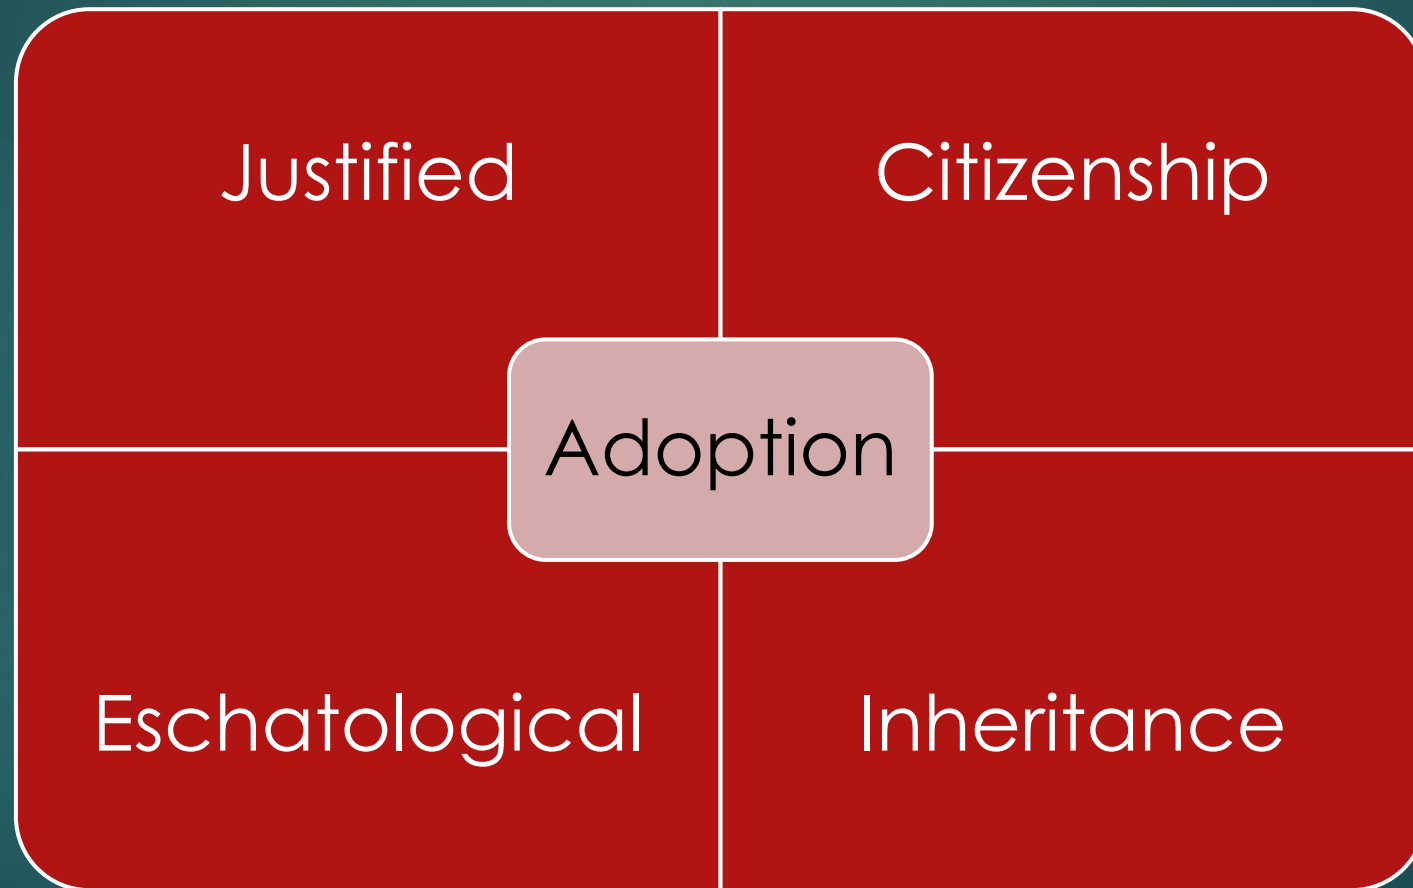 Justified
Citizenship
Adoption
Eschatological
Inheritance